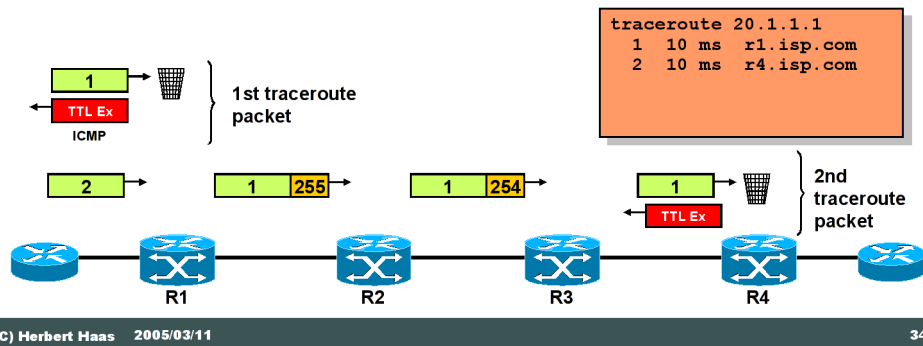 traceroute 20.1.1.1
1 10 ms r1.isp.com
2 10 ms r4.isp.com
1
TTL Ex
ICMP
1st traceroute
packet
2
1 255
1 254
1
TTL Ex
2nd
traceroute
packet
R1
R2
R3
R4
C) Herbert Haas 2005/03/11
34